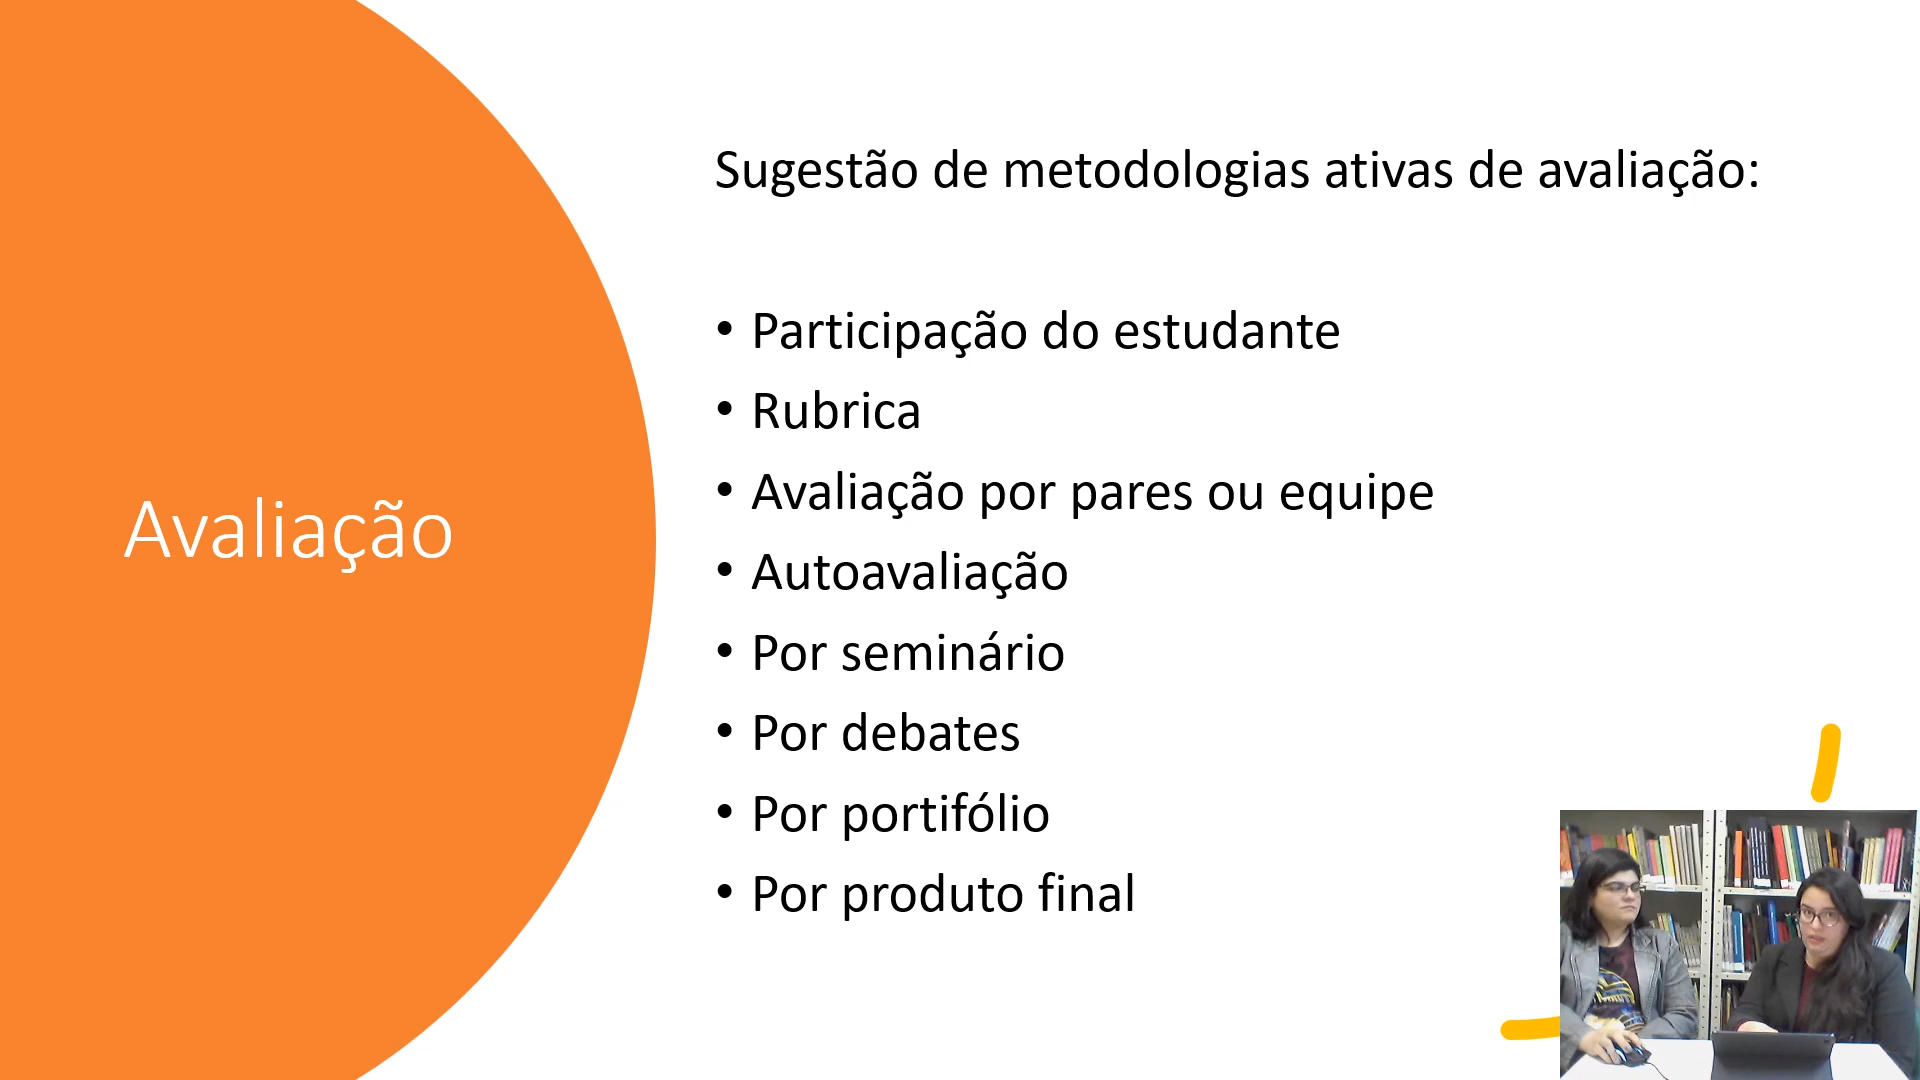 Avaliação
Sugestão de metodologias ativas de avaliação:
• Participação do estudante
• Rubrica
• Avaliação por pares ou equipe
• Autoavaliação
• Por seminário
• Por debates
• Por portifólio
• Por produto final